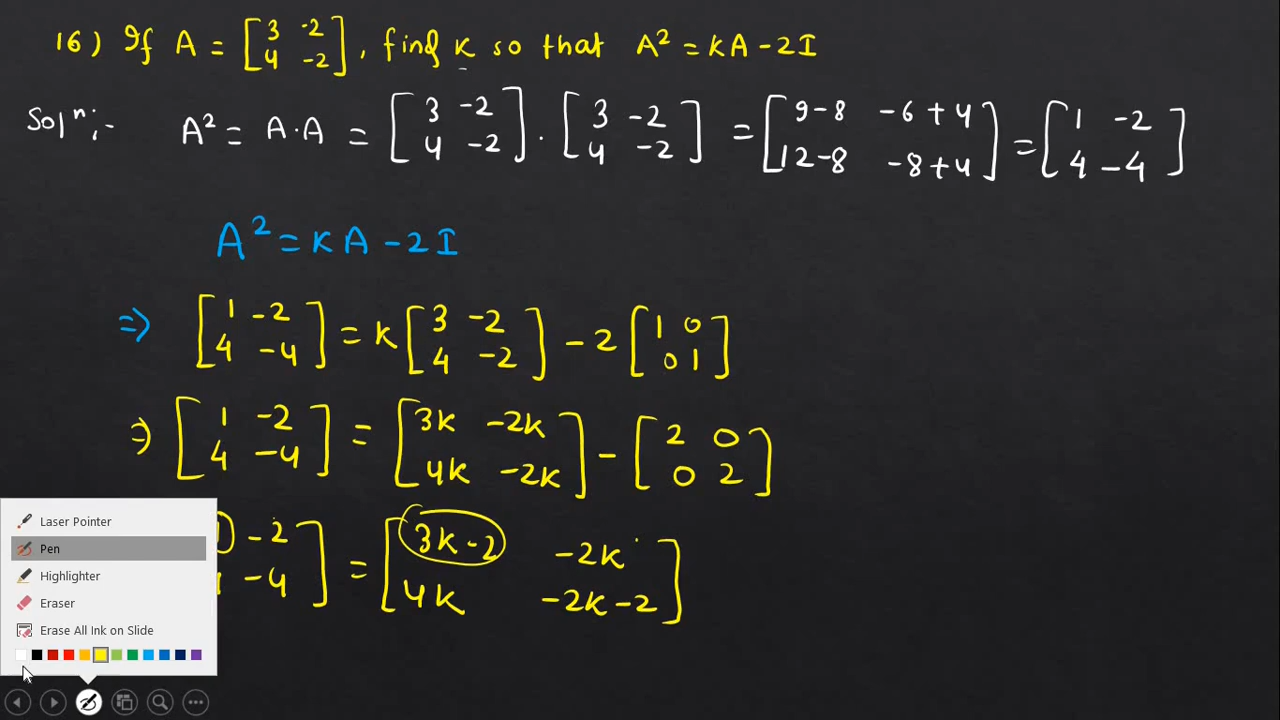 16) If A = [3 -2 4 -2], find K so that A² = KA - 2I
Solⁿ:- A² = A·A = [3 -2 4 -2] · [3 -2 4 -2] = [9-8 -6+4 12-8 -8+4] = [1 -2 4 -4]
A² = KA - 2I
⇒ [1 -2 4 -4] = K [3 -2 4 -2] - 2 [1 0 0 1]
⇒ [1 -2 4 -4] = [3K -2K 4K -2K] - [2 0 0 2]
1 -2 -4] = [3K-2 -2K 4K -2K-2]
Laser Pointer
Pen
Highlighter
Eraser
Erase All Ink on Slide